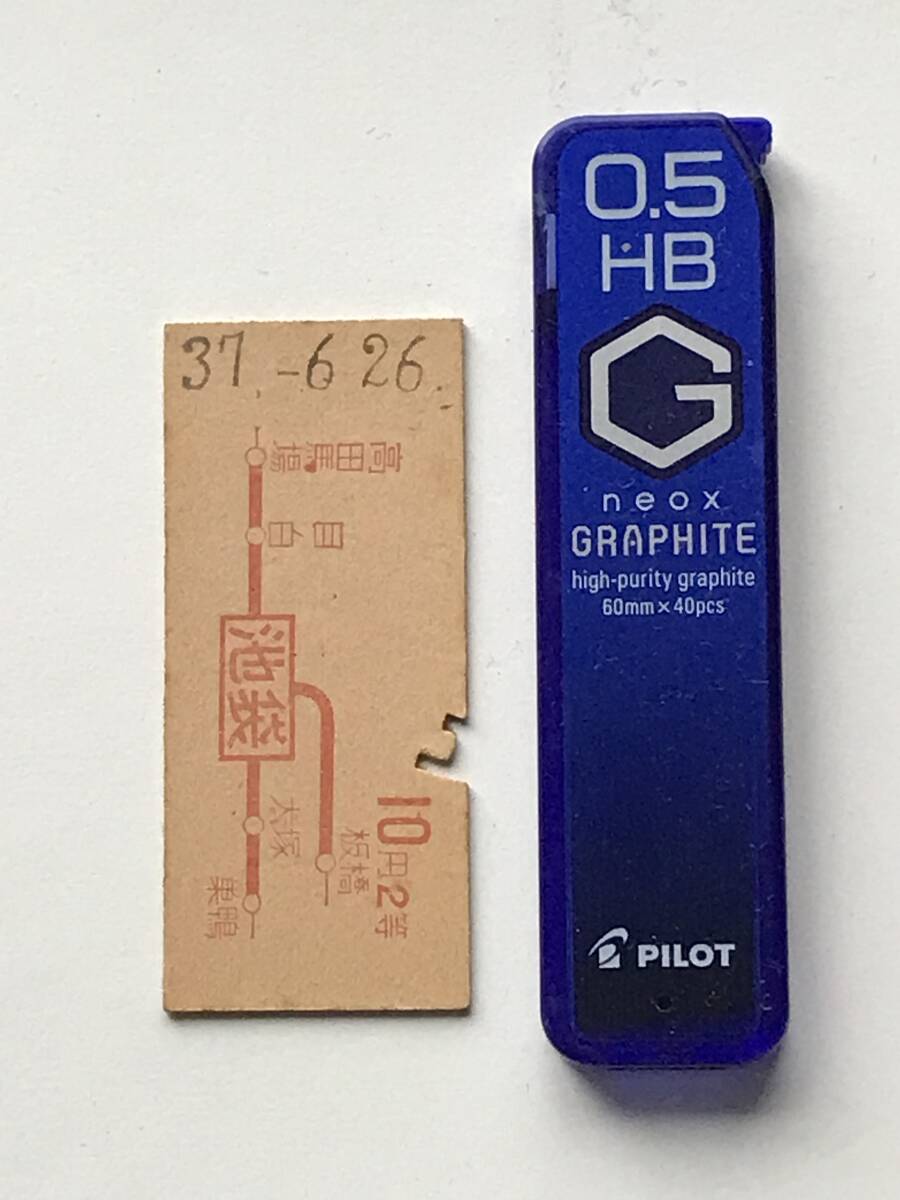 37.-6 26.
高田馬場
目白
池袋
大塚
巣鴨
板橋
10円2等
0.5
HB
G
neox
GRAPHITE
high-purity graphite
60mm×40pcs
PILOT